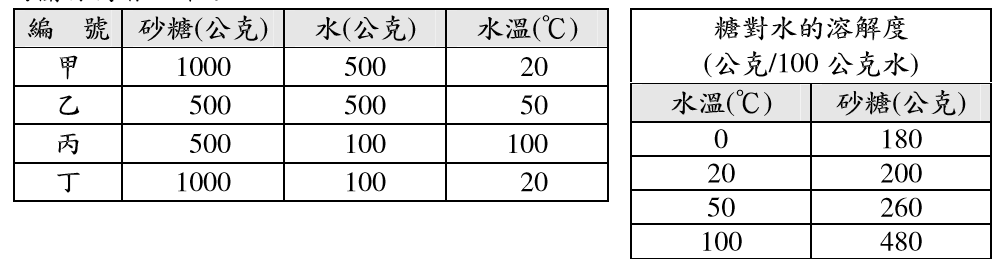 編 號 砂糖(公克) 水(公克) 水溫(℃)
甲 1000 500 20
乙 500 500 50
丙 500 100 100
丁 1000 100 20
糖對水的溶解度
(公克/100 公克水)
水溫(℃) 砂糖(公克)
0 180
20 200
50 260
100 480